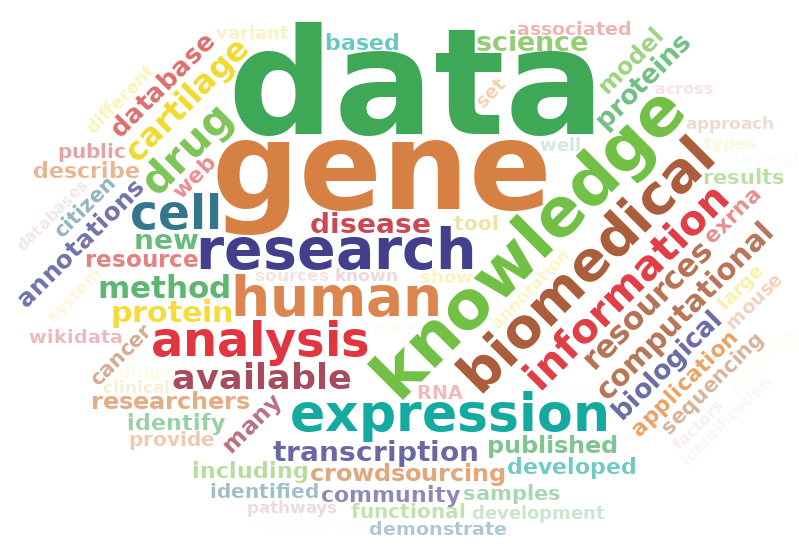 data
gene
knowledge
biomedical
research
human
information
expression
analysis
cell
drug
available
computational
resources
biological
cartilage
database
proteins
model
science
associated
based
variant
different
set
across
approach
types
microbial
results
well
exrna
public
describe
web
citizen
databases
annotations
disease
tool
new
resource
sources
known
show
annotation
system
method
protein
wikidata
cancer
mice
drugs
clinical
researchers
identify
provide
many
RNA
large
mouse
application
sequencing
factors
identification
transcription
published
including
crowdsourcing
developed
identified
community
samples
pathways
functional
development
demonstrate